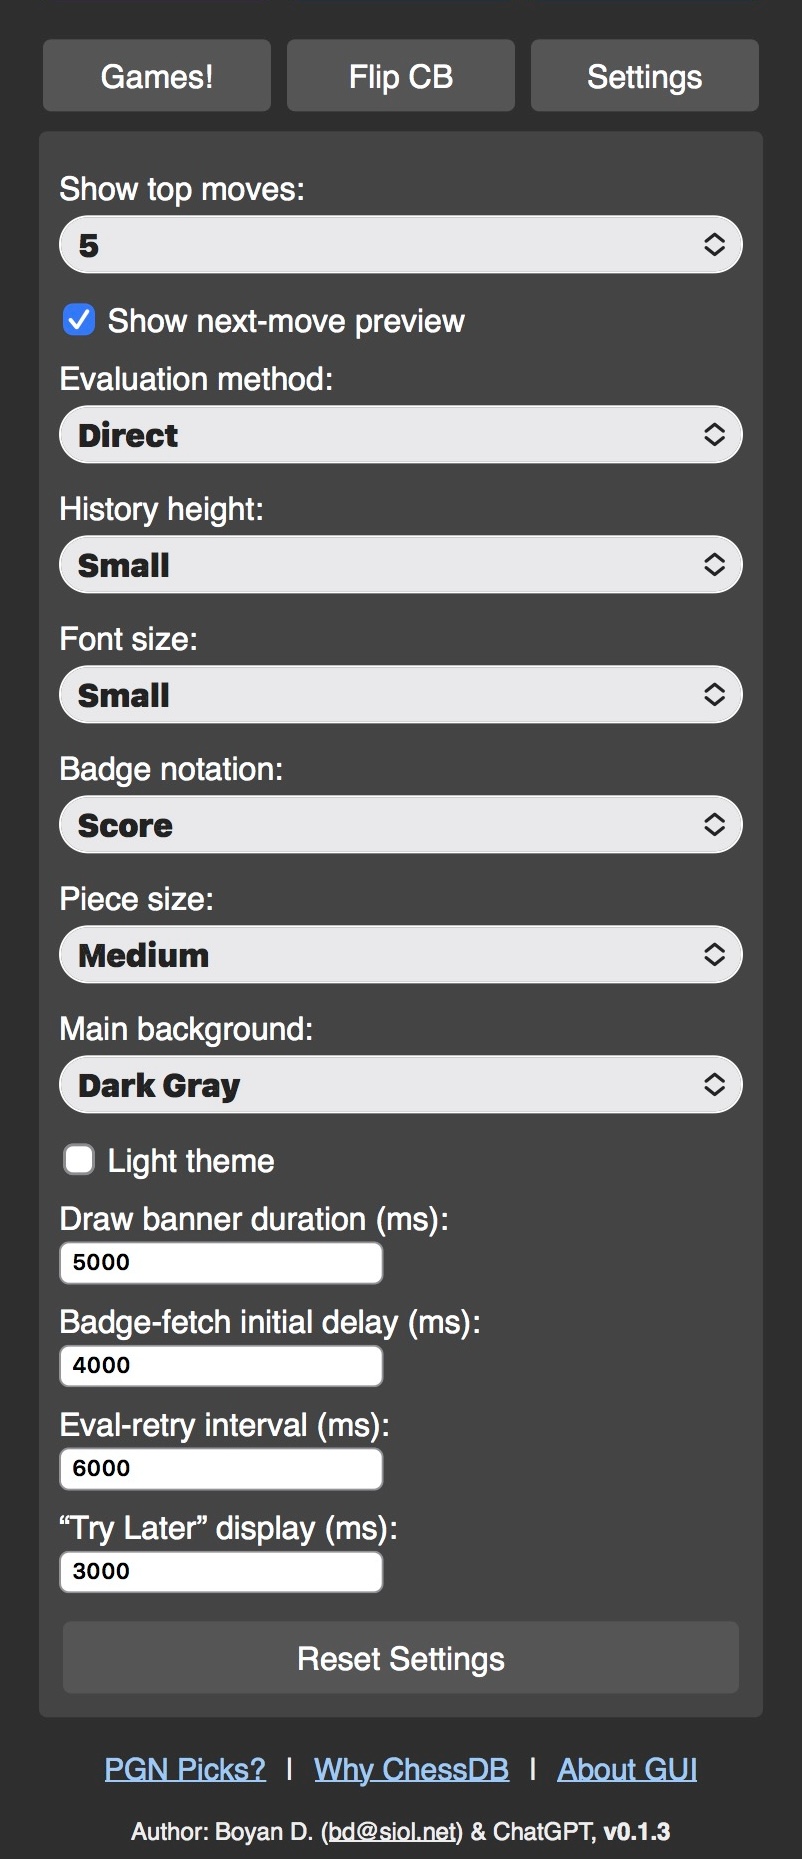 Games! Flip CB Settings
Show top moves:
5
Show next-move preview
Evaluation method:
Direct
History height:
Small
Font size:
Small
Badge notation:
Score
Piece size:
Medium
Main background:
Dark Gray
Light theme
Draw banner duration (ms):
5000
Badge-fetch initial delay (ms):
4000
Eval-retry interval (ms):
6000
“Try Later” display (ms):
3000
Reset Settings
PGN Picks? | Why ChessDB | About GUI
Author: Boyan D. (bd@siol.net) & ChatGPT, v0.1.3